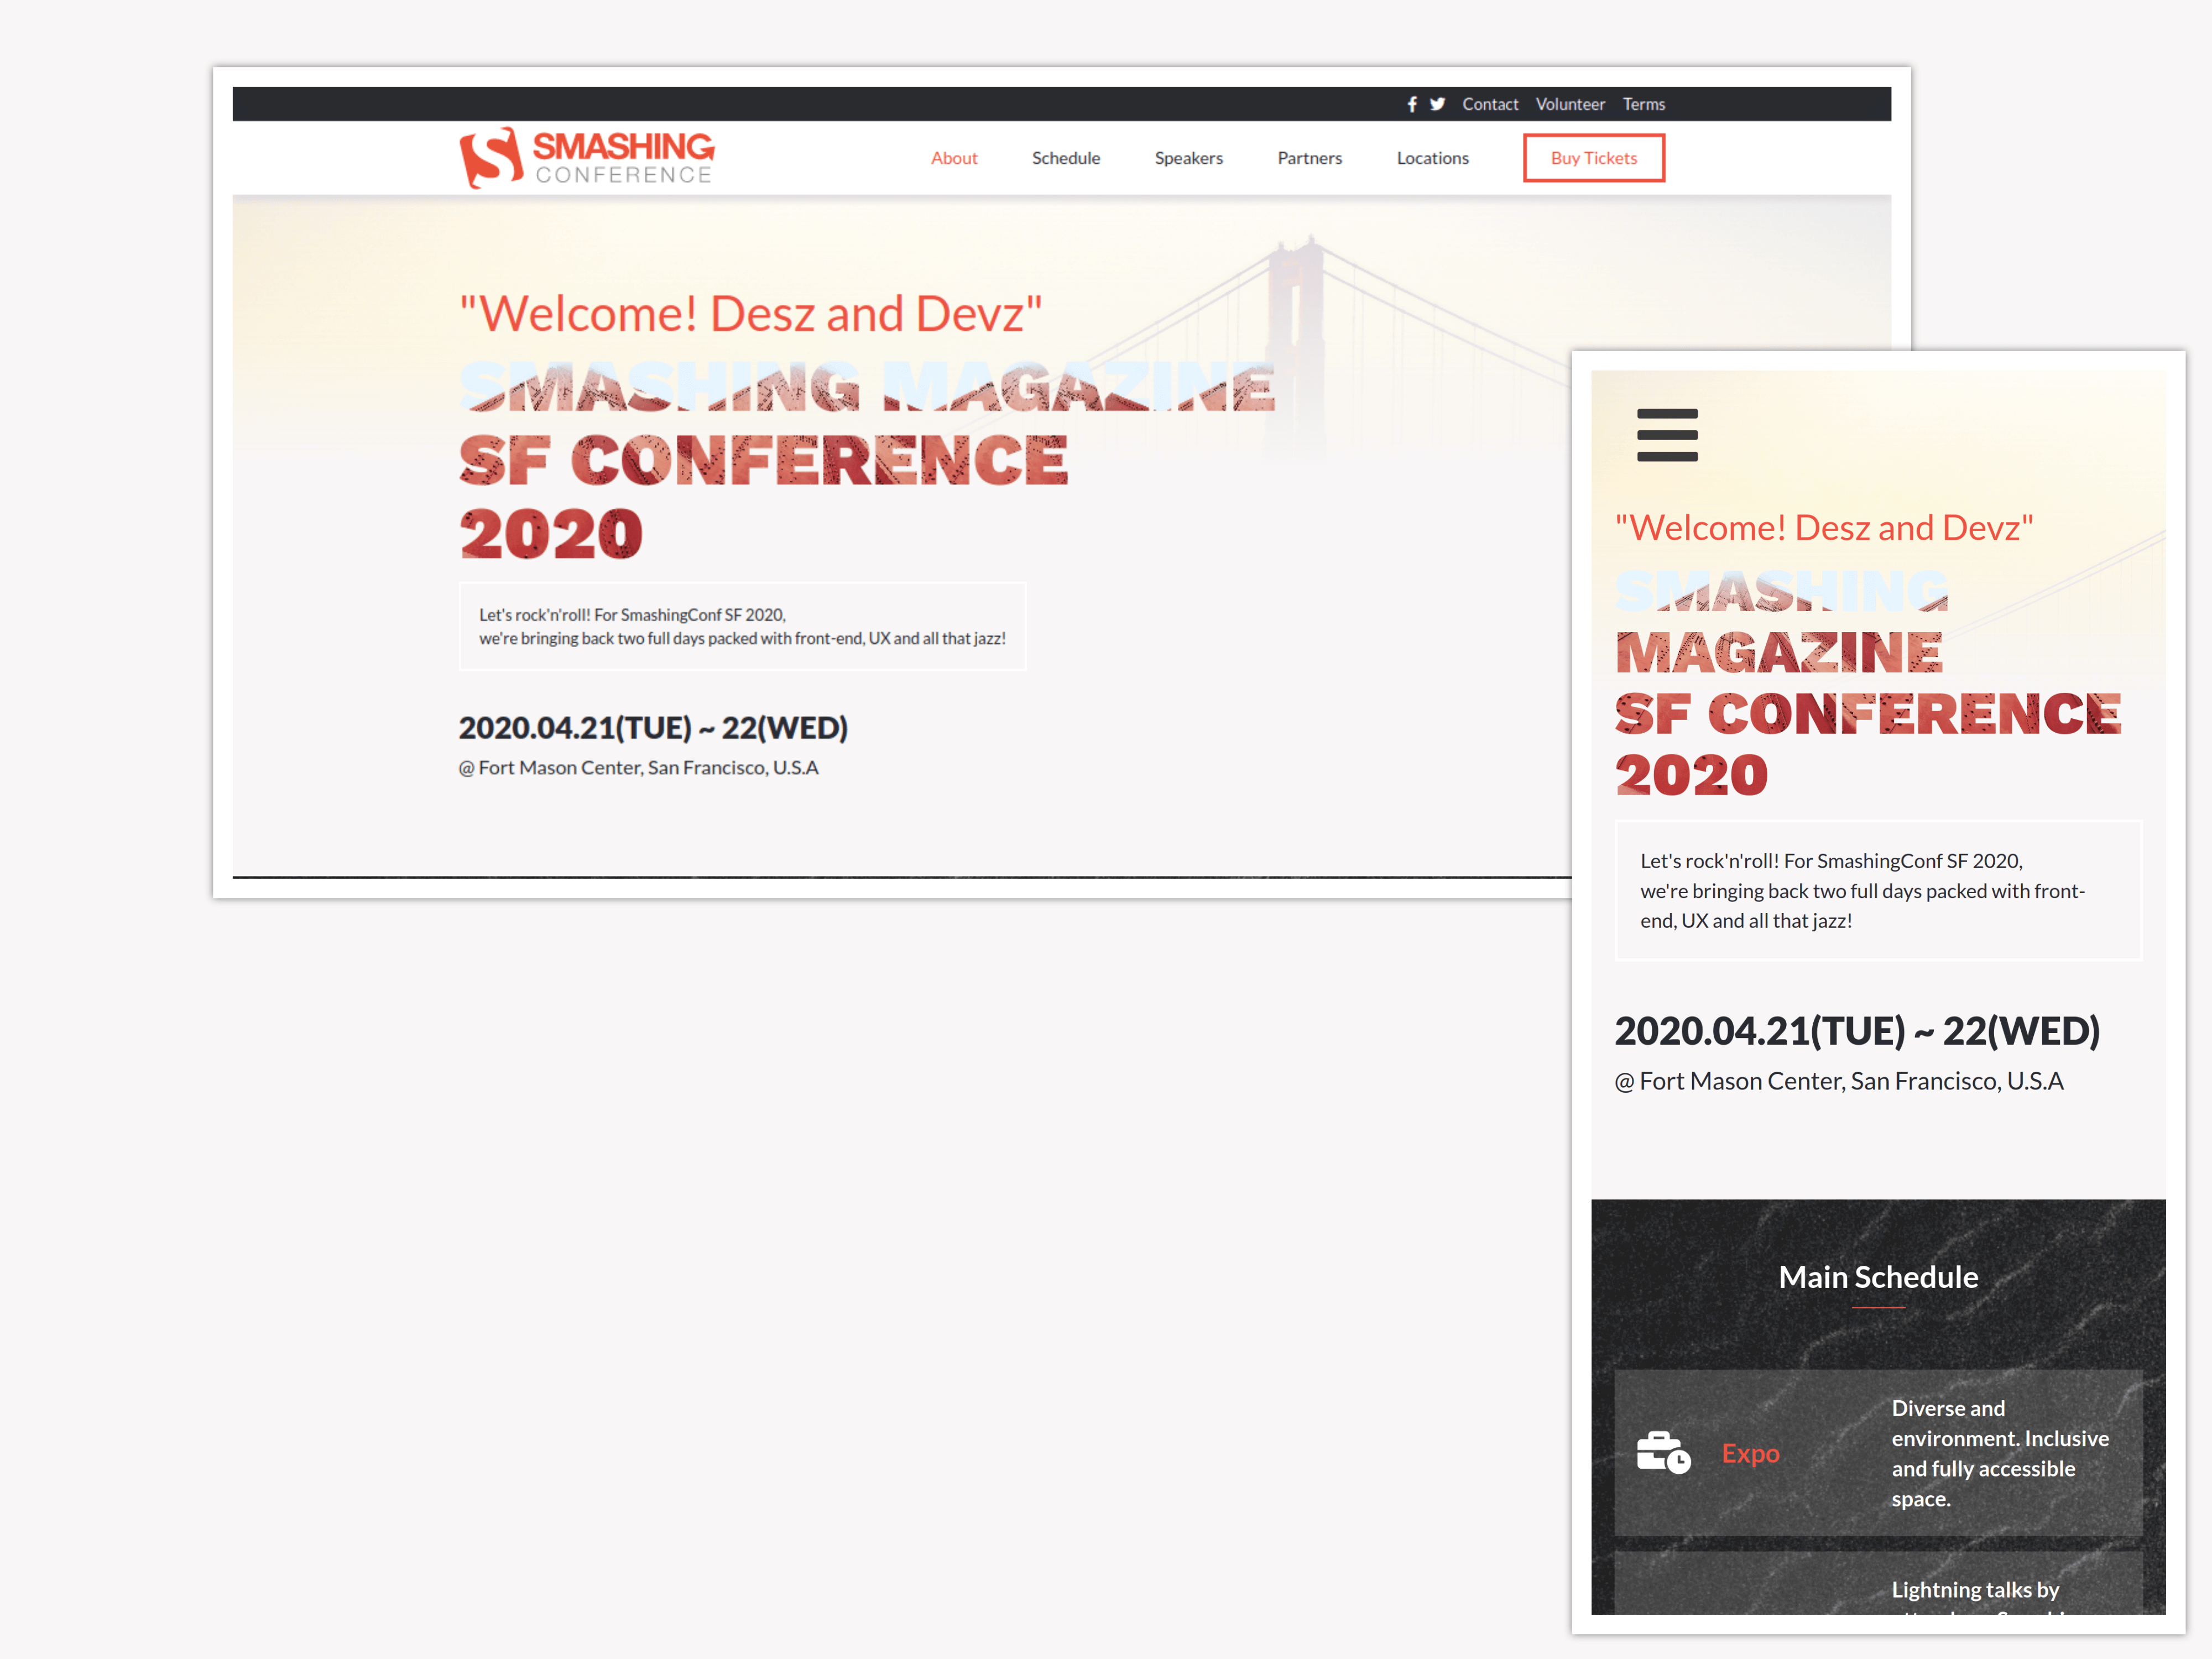 Contact Volunteer Terms
SMASHING
CONFERENCE
About Schedule Speakers Partners Locations Buy Tickets
"Welcome! Desz and Devz"
SMASHING MAGAZINE
SF CONFERENCE
2020
Let's rock'n'roll! For SmashingConf SF 2020,
we're bringing back two full days packed with front-end, UX and all that jazz!
2020.04.21(TUE) ~ 22(WED)
@ Fort Mason Center, San Francisco, U.S.A
"Welcome! Desz and Devz"
SMASHING
MAGAZINE
SF CONFERENCE
2020
Let's rock'n'roll! For SmashingConf SF 2020,
we're bringing back two full days packed with front-
end, UX and all that jazz!
2020.04.21(TUE) ~ 22(WED)
@ Fort Mason Center, San Francisco, U.S.A
Main Schedule
Expo
Diverse and
environment. Inclusive
and fully accessible
space.
Lightning talks by